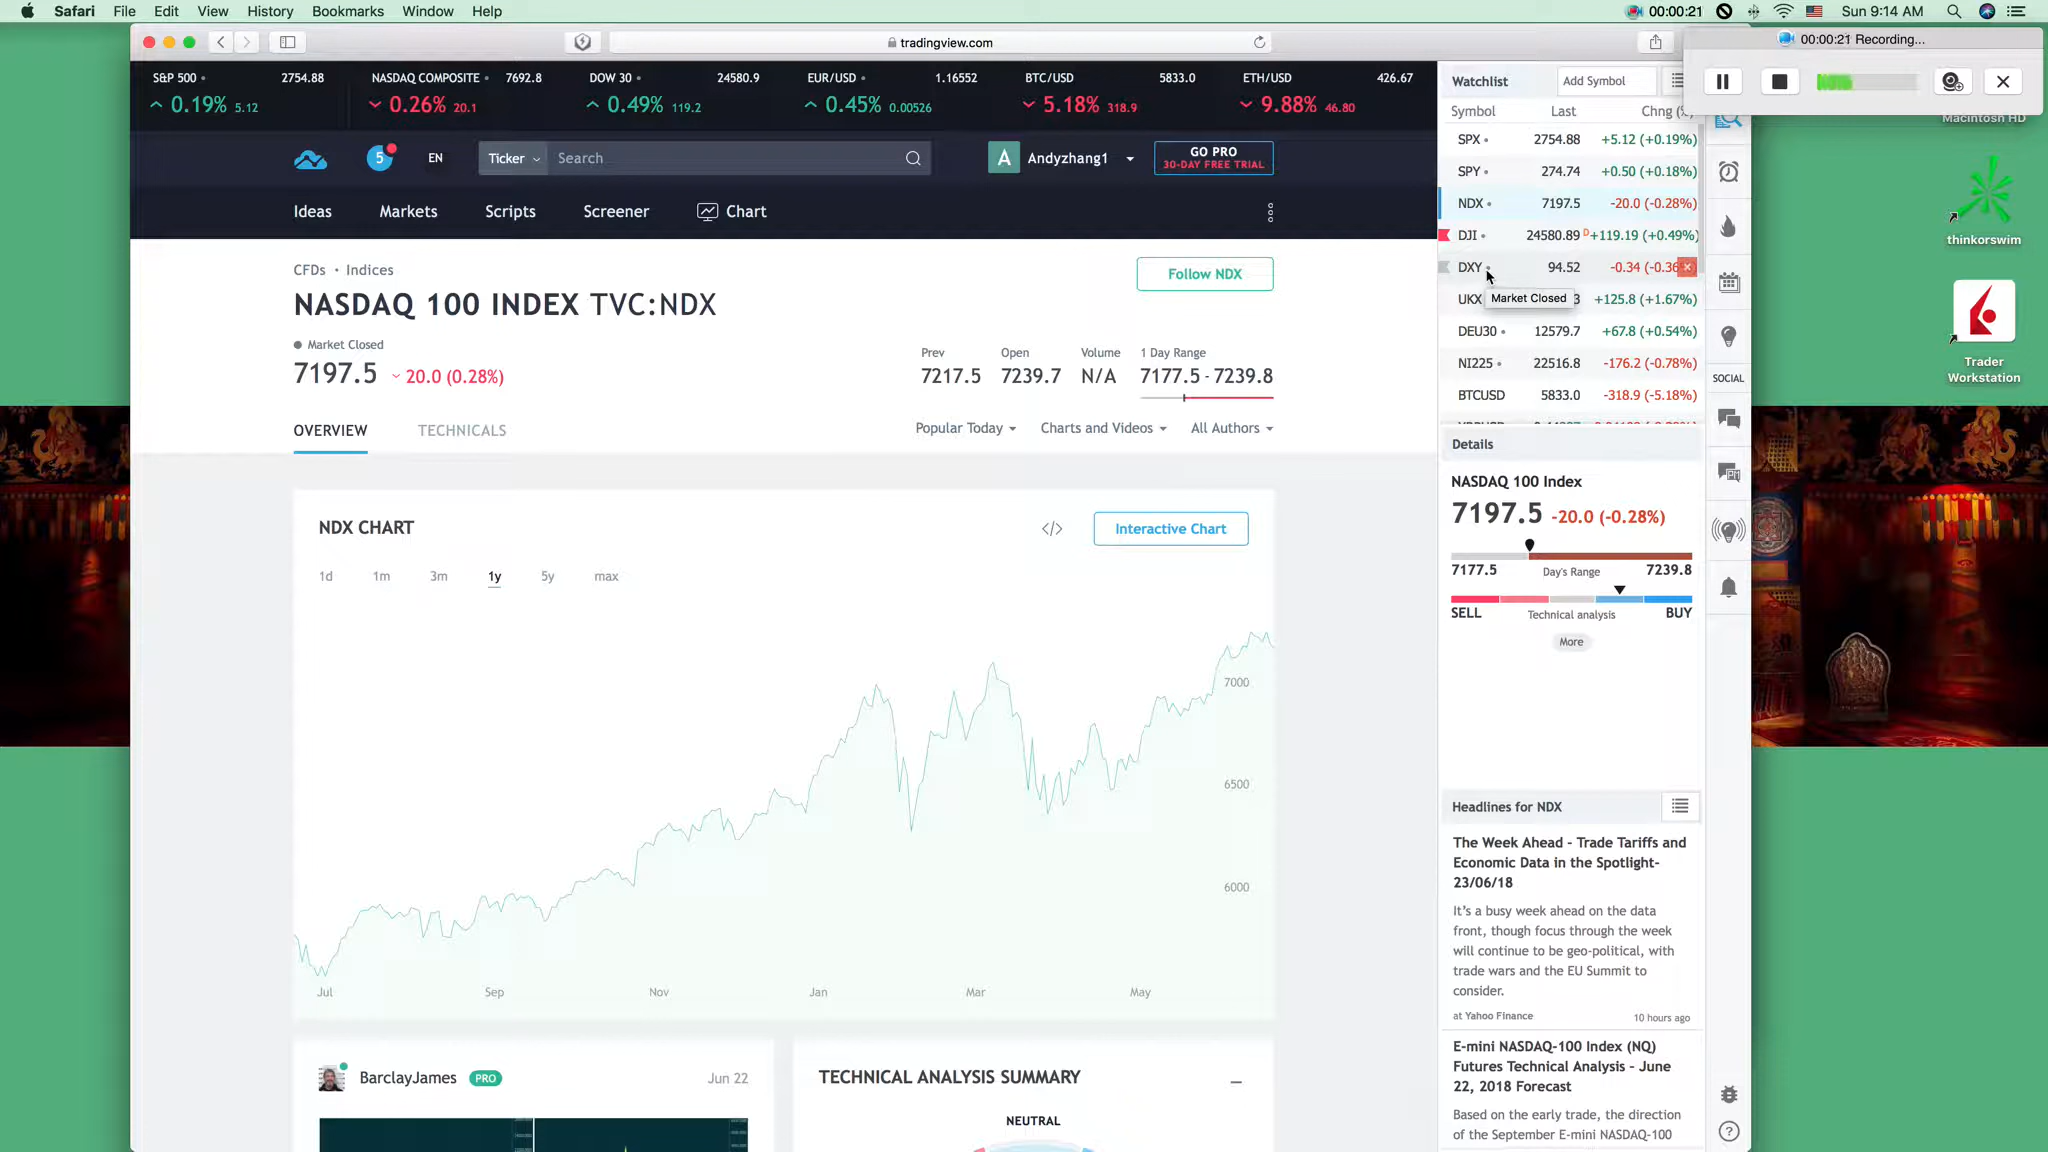 Safari File Edit View History Bookmarks Window Help
00:00:21 Sun 9:14 AM
tradingview.com
00:00:21 Recording...
Macintosh HD
thinkorswim
Trader
Workstation
S&P 500 2754.88
0.19% 5.12
NASDAQ COMPOSITE 7692.8
0.26% 20.1
DOW 30 24580.9
0.49% 119.2
EUR/USD 1.16552
0.45% 0.00526
BTC/USD 5833.0
5.18% 318.9
ETH/USD 426.67
9.88% 46.80
5 EN Ticker Search A Andyzhang1
GO PRO
30-DAY FREE TRIAL
Ideas Markets Scripts Screener Chart
CFDs • Indices
Follow NDX
NASDAQ 100 INDEX TVC:NDX
Market Closed
7197.5 20.0 (0.28%)
Prev Open Volume 1 Day Range
7217.5 7239.7 N/A 7177.5 - 7239.8
OVERVIEW TECHNICALS
Popular Today Charts and Videos All Authors
NDX CHART
</> Interactive Chart
1d 1m 3m 1y 5y max
7000
6500
6000
Jul Sep Nov Jan Mar May
BarclayJames PRO Jun 22
TECHNICAL ANALYSIS SUMMARY
NEUTRAL
Watchlist Add Symbol
Symbol Last Chng (%
SPX 2754.88 +5.12 (+0.19%)
SPY 274.74 +0.50 (+0.18%)
NDX 7197.5 -20.0 (-0.28%)
DJI 24580.89 D +119.19 (+0.49%)
DXY 94.52 -0.34 (-0.36
UKX 3 +125.8 (+1.67%)
Market Closed
DEU30 12579.7 +67.8 (+0.54%)
NI225 22516.8 -176.2 (-0.78%)
BTCUSD 5833.0 -318.9 (-5.18%)
SOCIAL
Details
NASDAQ 100 Index
7197.5 -20.0 (-0.28%)
7177.5 Day's Range 7239.8
SELL Technical analysis BUY
More
Headlines for NDX
The Week Ahead - Trade Tariffs and
Economic Data in the Spotlight-
23/06/18
It's a busy week ahead on the data
front, though focus through the week
will continue to be geo-political, with
trade wars and the EU Summit to
consider.
at Yahoo Finance 10 hours ago
E-mini NASDAQ-100 Index (NQ)
Futures Technical Analysis - June
22, 2018 Forecast
Based on the early trade, the direction
of the September E-mini NASDAQ-100